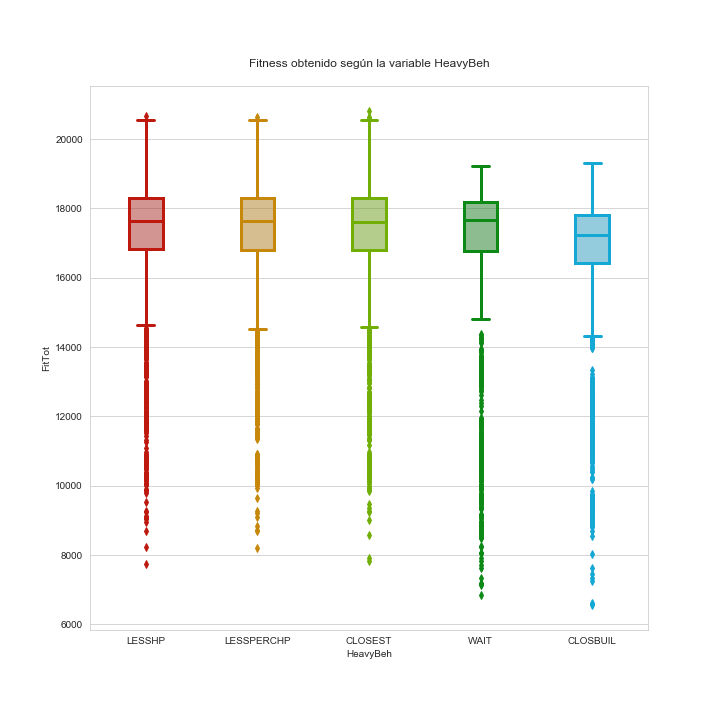 Fitness obtenido según la variable HeavyBeh
20000
18000
16000
14000
12000
10000
8000
6000
FitTot
LESSHP LESSPERCHP CLOSEST WAIT CLOSBUIL
HeavyBeh